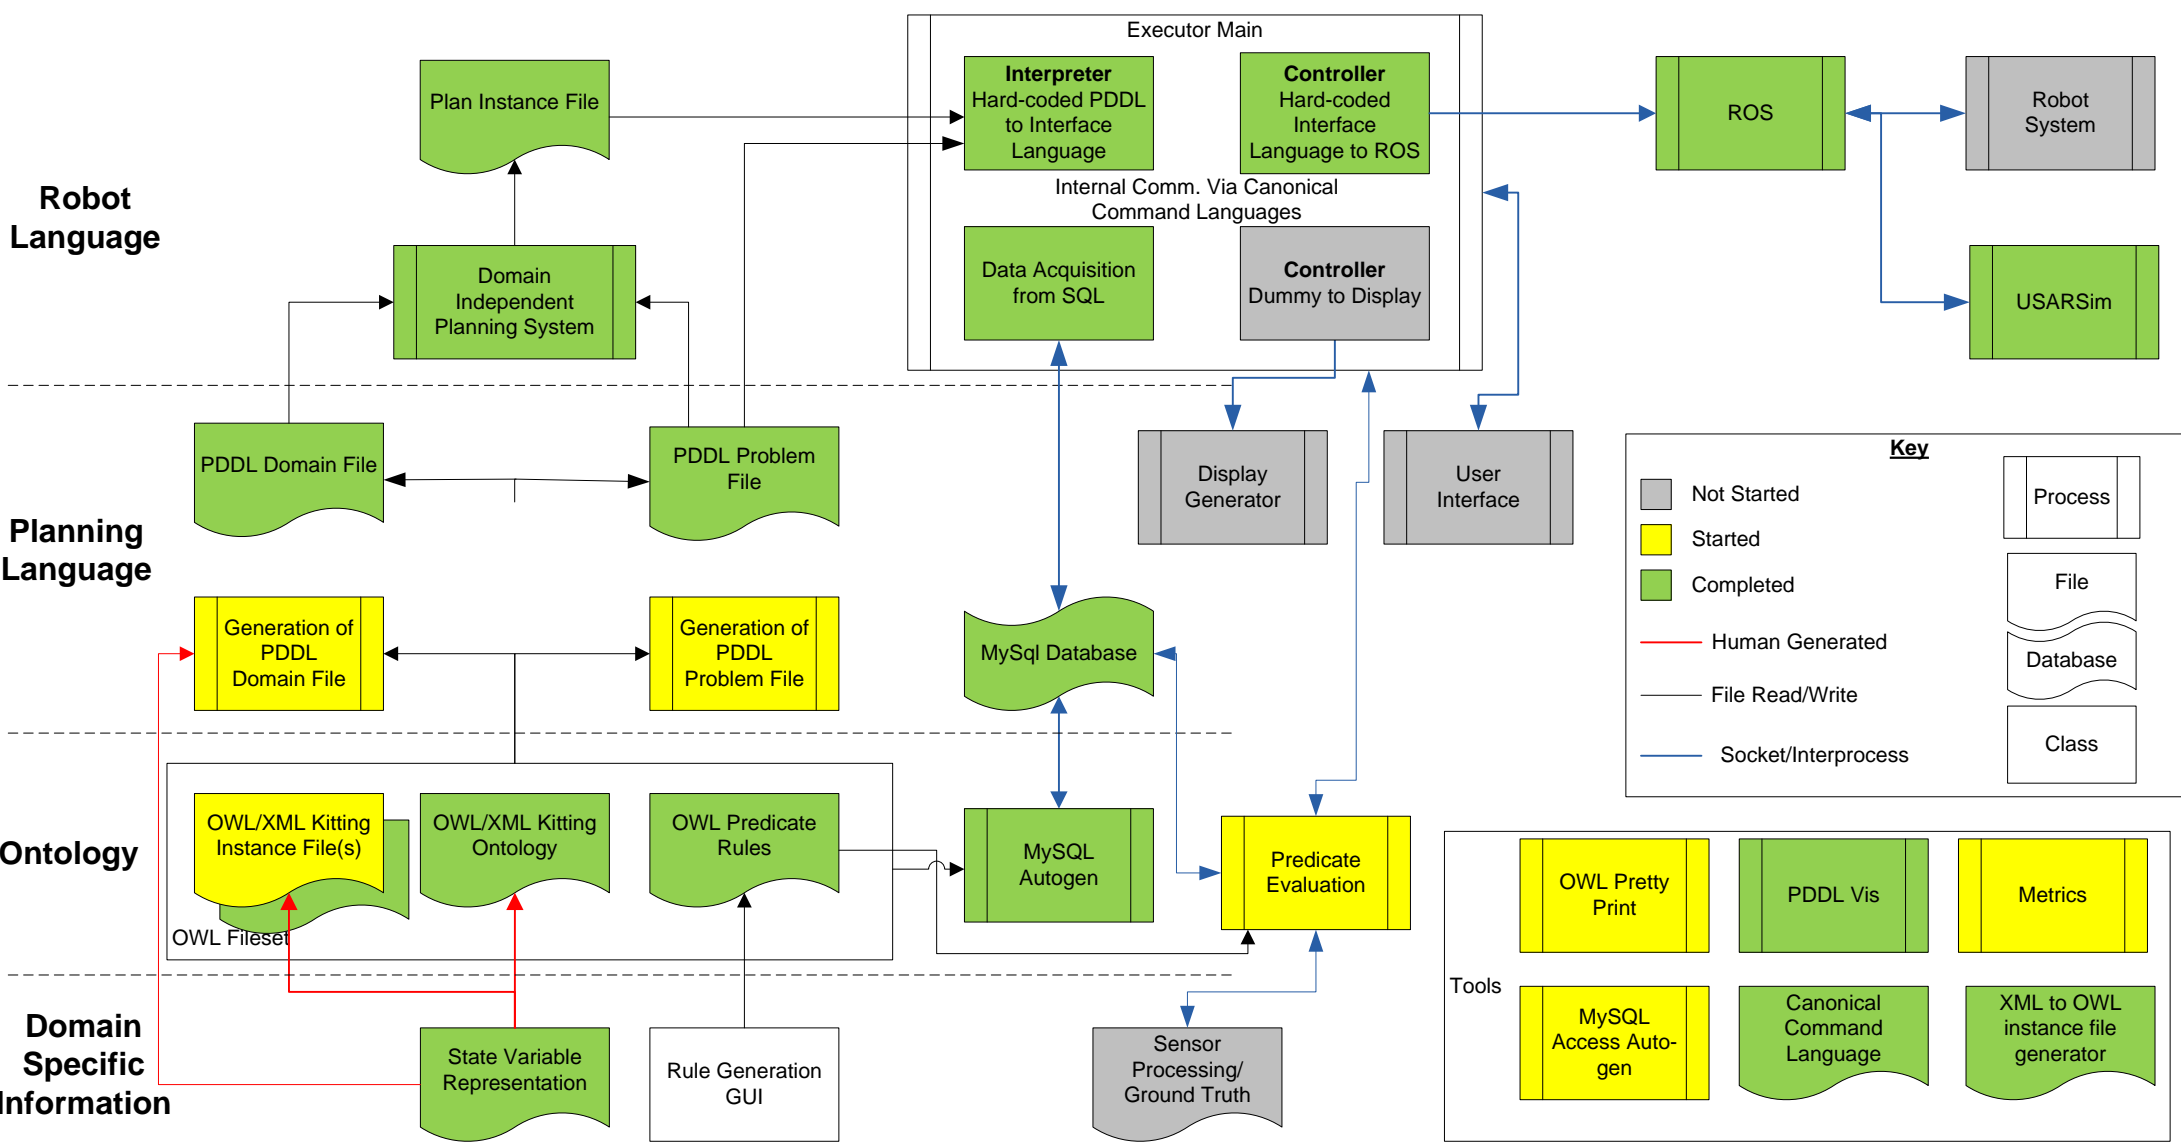 Executor Main
Plan Instance File
Interpreter
Hard-coded PDDL
to Interface
Language
Controller
Hard-coded
Interface
Language to ROS
ROS
Robot
System
Robot
Language
Internal Comm. Via Canonical
Command Languages
Domain
Independent
Planning System
Data Acquisition
from SQL
Controller
Dummy to Display
USARSim
PDDL Domain File
PDDL Problem
File
Display
Generator
User
Interface
Planning
Language
Generation of
PDDL
Domain File
Generation of
PDDL
Problem File
MySql Database
Key
Not Started
Started
Completed
Human Generated
File Read/Write
Socket/Interprocess
Process
File
Database
Class
Ontology
OWL/XML Kitting
Instance File(s)
OWL/XML Kitting
Ontology
OWL Predicate
Rules
OWL Fileset
MySQL
Autogen
Predicate
Evaluation
Domain
Specific
Information
State Variable
Representation
Rule Generation
GUI
Sensor
Processing/
Ground Truth
Tools
OWL Pretty
Print
PDDL Vis
Metrics
MySQL
Access Auto-
gen
Canonical
Command
Language
XML to OWL
instance file
generator